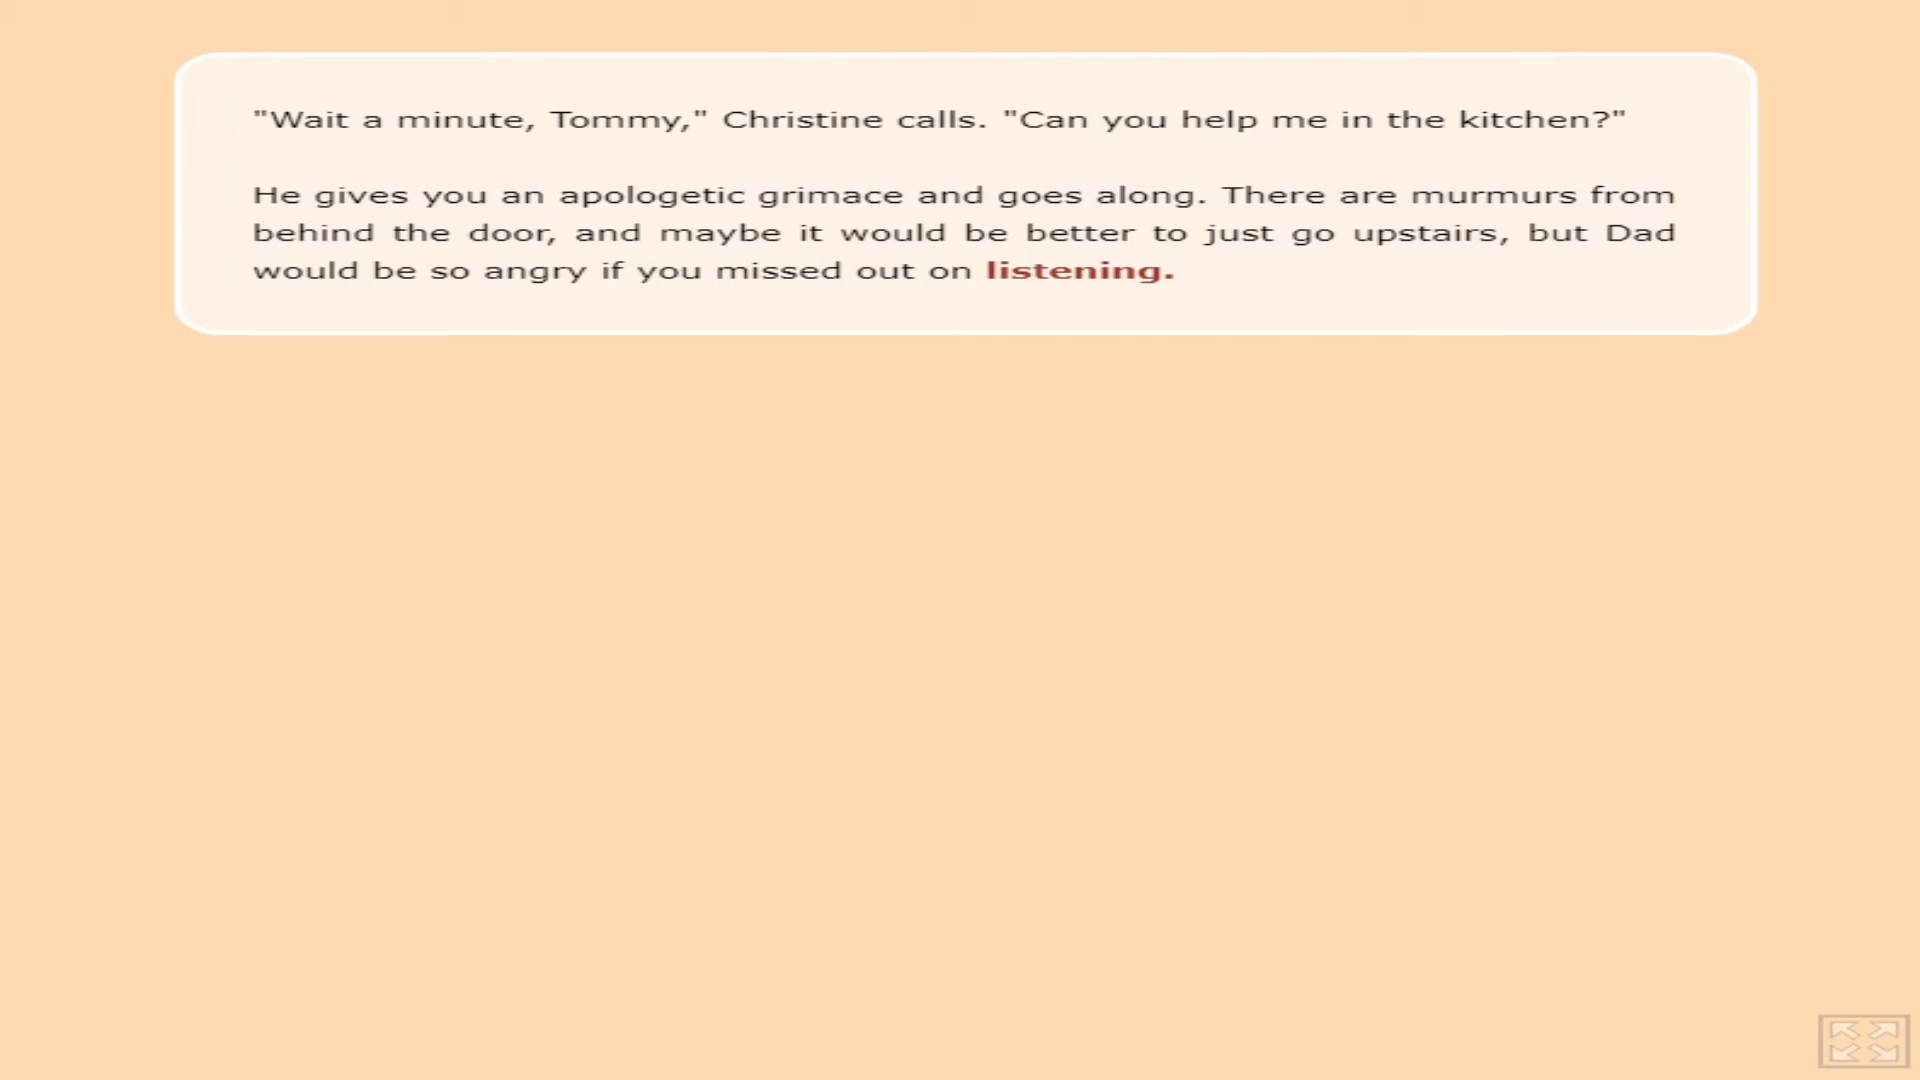 "Wait a minute, Tommy," Christine calls. "Can you help me in the kitchen?"
He gives you an apologetic grimace and goes along. There are murmurs from
behind the door, and maybe it would be better to just go upstairs, but Dad
would be so angry if you missed out on listening.